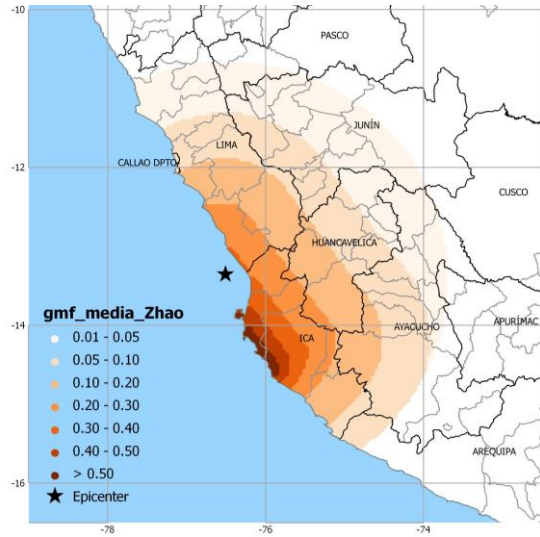 -10
PASCO
JUNÍN
LIMA
-12
CALLAO DPTO
CUSCO
HUANCAVELICA
gmf_media_Zhao
-14
0.01 - 0.05
ICA
AYACUCHO
APURÍMAC
0.05 - 0.10
0.10 - 0.20
0.20 - 0.30
0.30 - 0.40
0.40 - 0.50
AREQUIPA
> 0.50
-16
Epicenter
-78
-76
-74